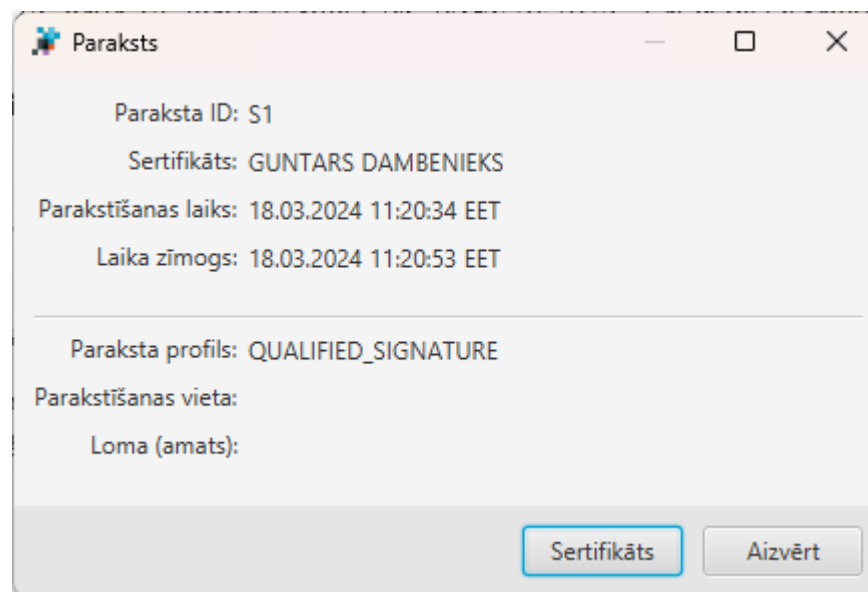 Paraksts
Paraksta ID: S1
Sertifikāts: GUNTARS DAMBENIEKS
Parakstīšanas laiks: 18.03.2024 11:20:34 EET
Laika zīmogs: 18.03.2024 11:20:53 EET
Paraksta profils: QUALIFIED_SIGNATURE
Parakstīšanas vieta:
Loma (amats):
Sertifikāts Aizvērt